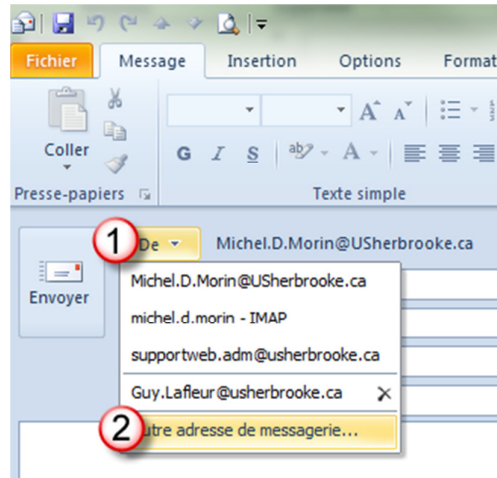 Fichier Message Insertion Options Format
A A
Coller
G I S ab A
Presse-papiers Texte simple
1 De Michel.D.Morin@USherbrooke.ca
Envoyer
Michel.D.Morin@USherbrooke.ca
michel.d.morin - IMAP
supportweb.adm@usherbrooke.ca
Guy.Lafleur@usherbrooke.ca
2 utre adresse de messagerie...